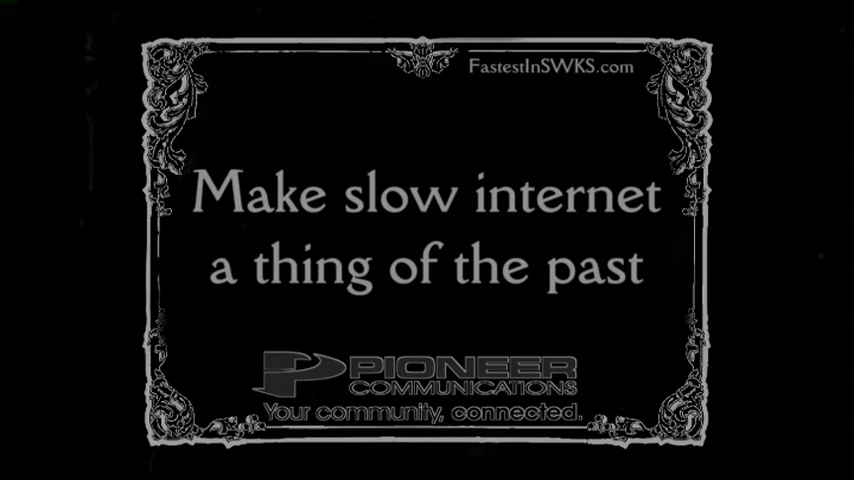 FastestInSWKS.com
Make slow internet
a thing of the past
PIONEER
COMMUNICATIONS
Your community, connected.